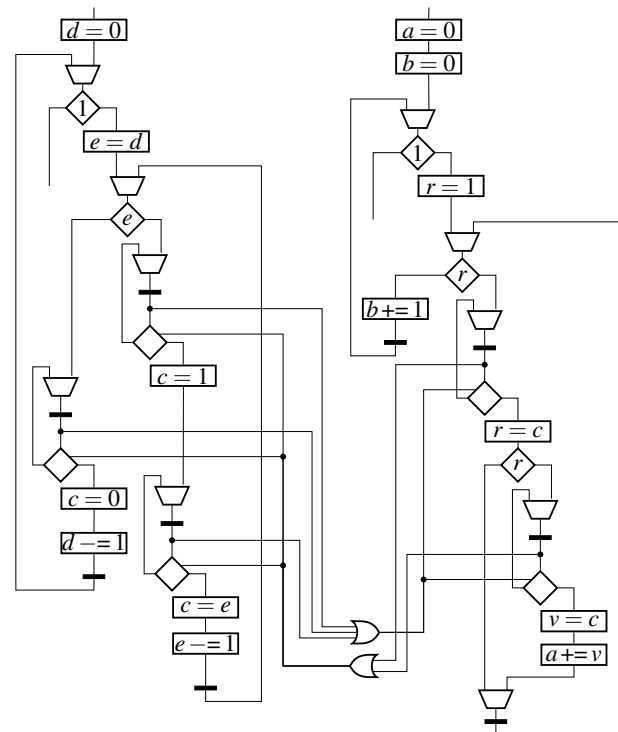 d = 0
1
e = d
e
c = 1
c = 0
d −= 1
c = e
e −= 1
a = 0
b = 0
1
r = 1
r
b += 1
r = c
r
v = c
a += v